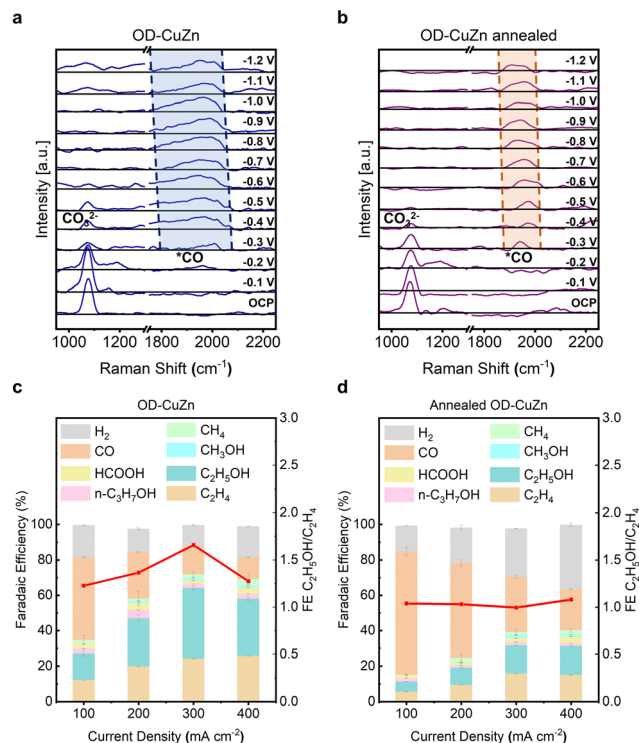 a
OD-CuZn
-1.2 V
-1.1 V
-1.0 V
-0.9 V
-0.8 V
-0.7 V
-0.6 V
-0.5 V
-0.4 V
-0.3 V
-0.2 V
-0.1 V
OCP
CO₃²⁻
*CO
Intensity [a.u.]
1000 1200 2000 2200
Raman Shift (cm⁻¹)
b
OD-CuZn annealed
-1.2 V
-1.1 V
-1.0 V
-0.9 V
-0.8 V
-0.7 V
-0.6 V
-0.5 V
-0.4 V
-0.3 V
-0.2 V
-0.1 V
OCP
CO₃²⁻
*CO
Intensity [a.u.]
1000 1200 2000 2200
Raman Shift (cm⁻¹)
c
OD-CuZn
H₂ CH₄
CO CH₃OH
HCOOH C₂H₅OH
n-C₃H₇OH C₂H₄
100
80
60
40
20
0
Faradaic Efficiency (%)
3.0
2.5
2.0
1.5
1.0
0.5
0.0
FE C₂H₅OH/C₂H₄
100 200 300 400
Current Density (mA cm⁻²)
d
Annealed OD-CuZn
H₂ CH₄
CO CH₃OH
HCOOH C₂H₅OH
n-C₃H₇OH C₂H₄
100
80
60
40
20
0
Faradaic Efficiency (%)
3.0
2.5
2.0
1.5
1.0
0.5
0.0
FE C₂H₅OH/C₂H₄
100 200 300 400
Current Density (mA cm⁻²)